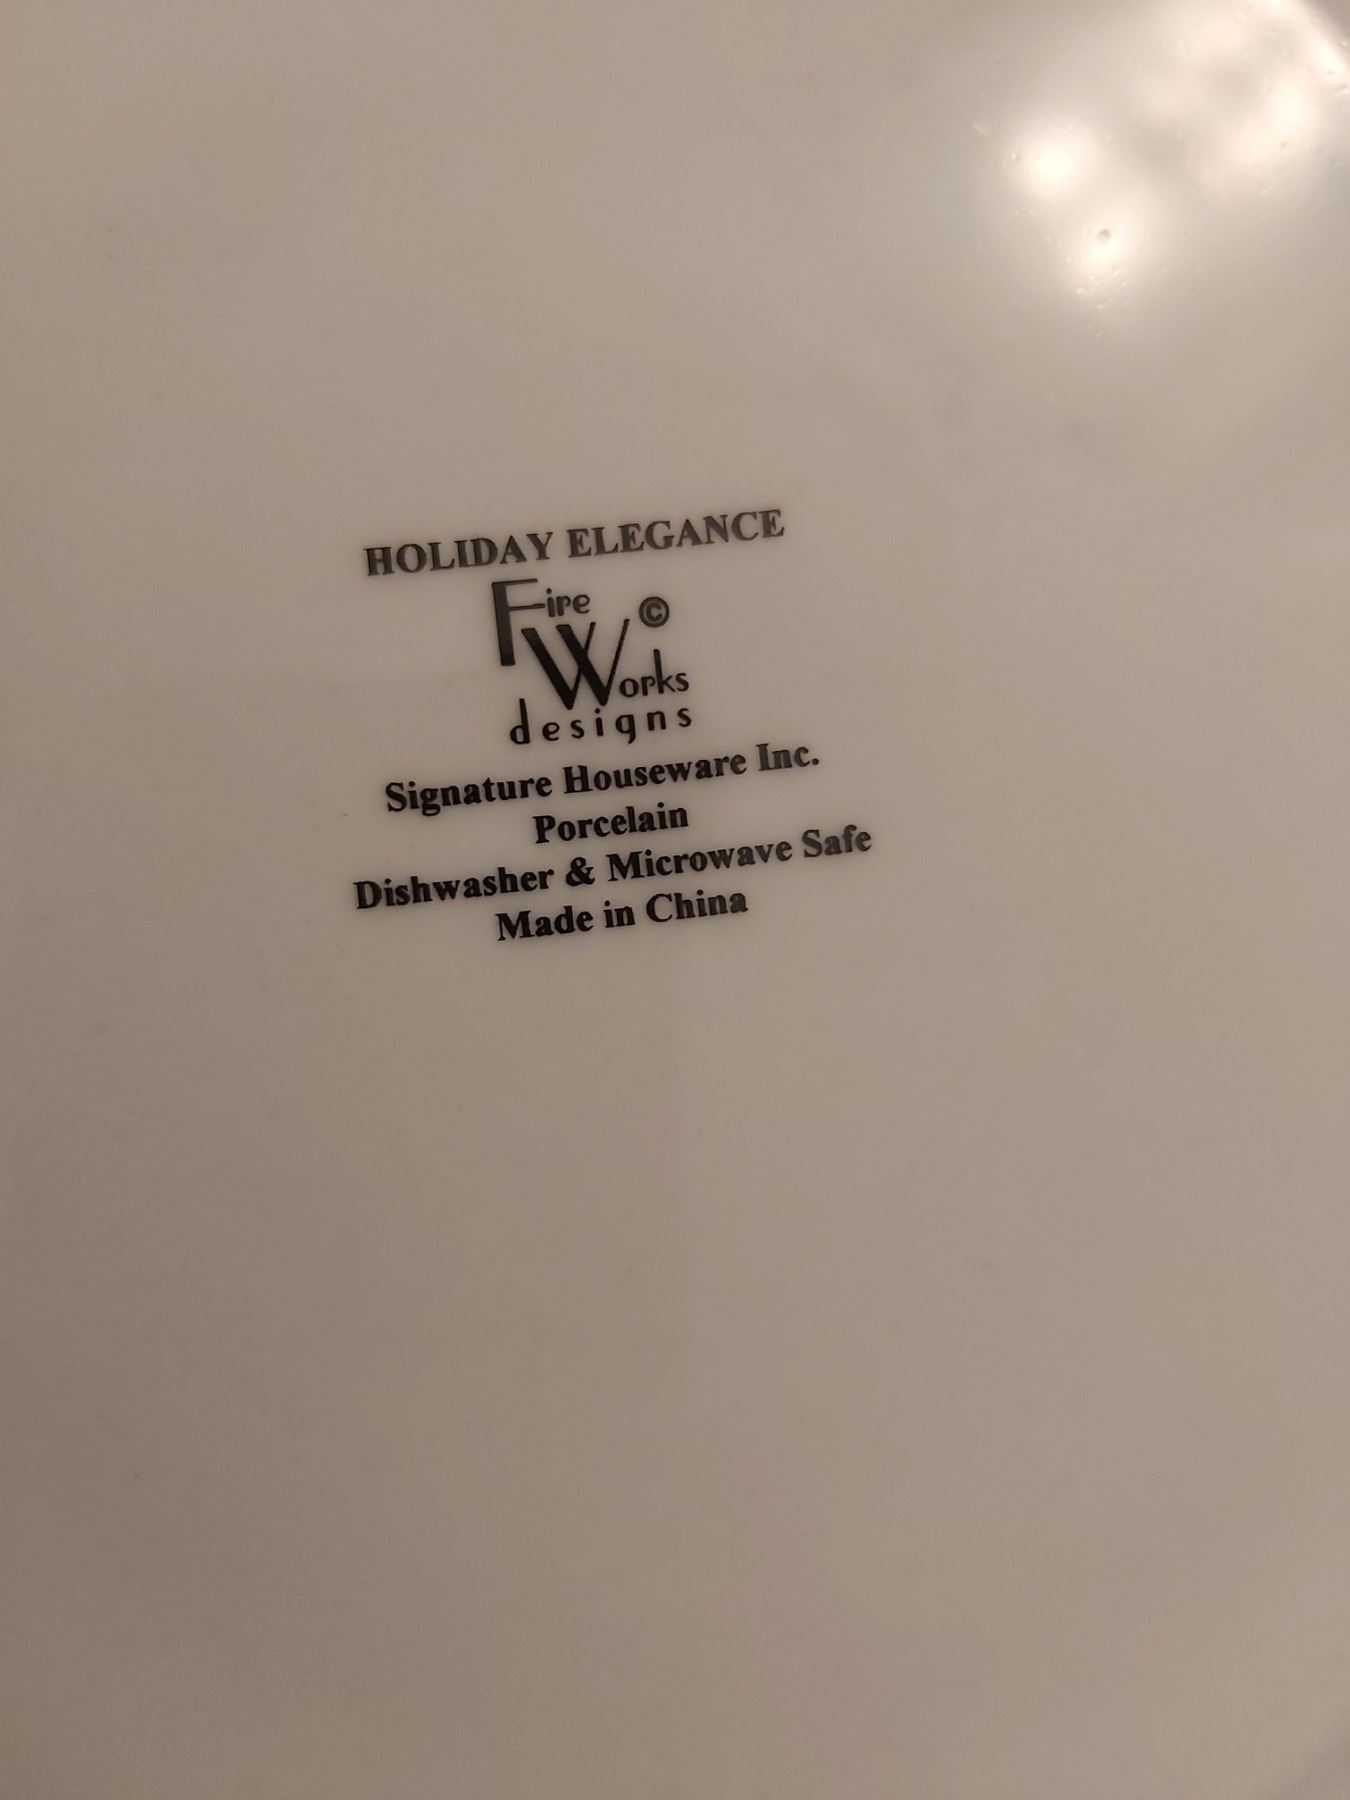 HOLIDAY ELEGANCE
Fire ©
Works
designs
Signature Houseware Inc.
Porcelain
Dishwasher & Microwave Safe
Made in China